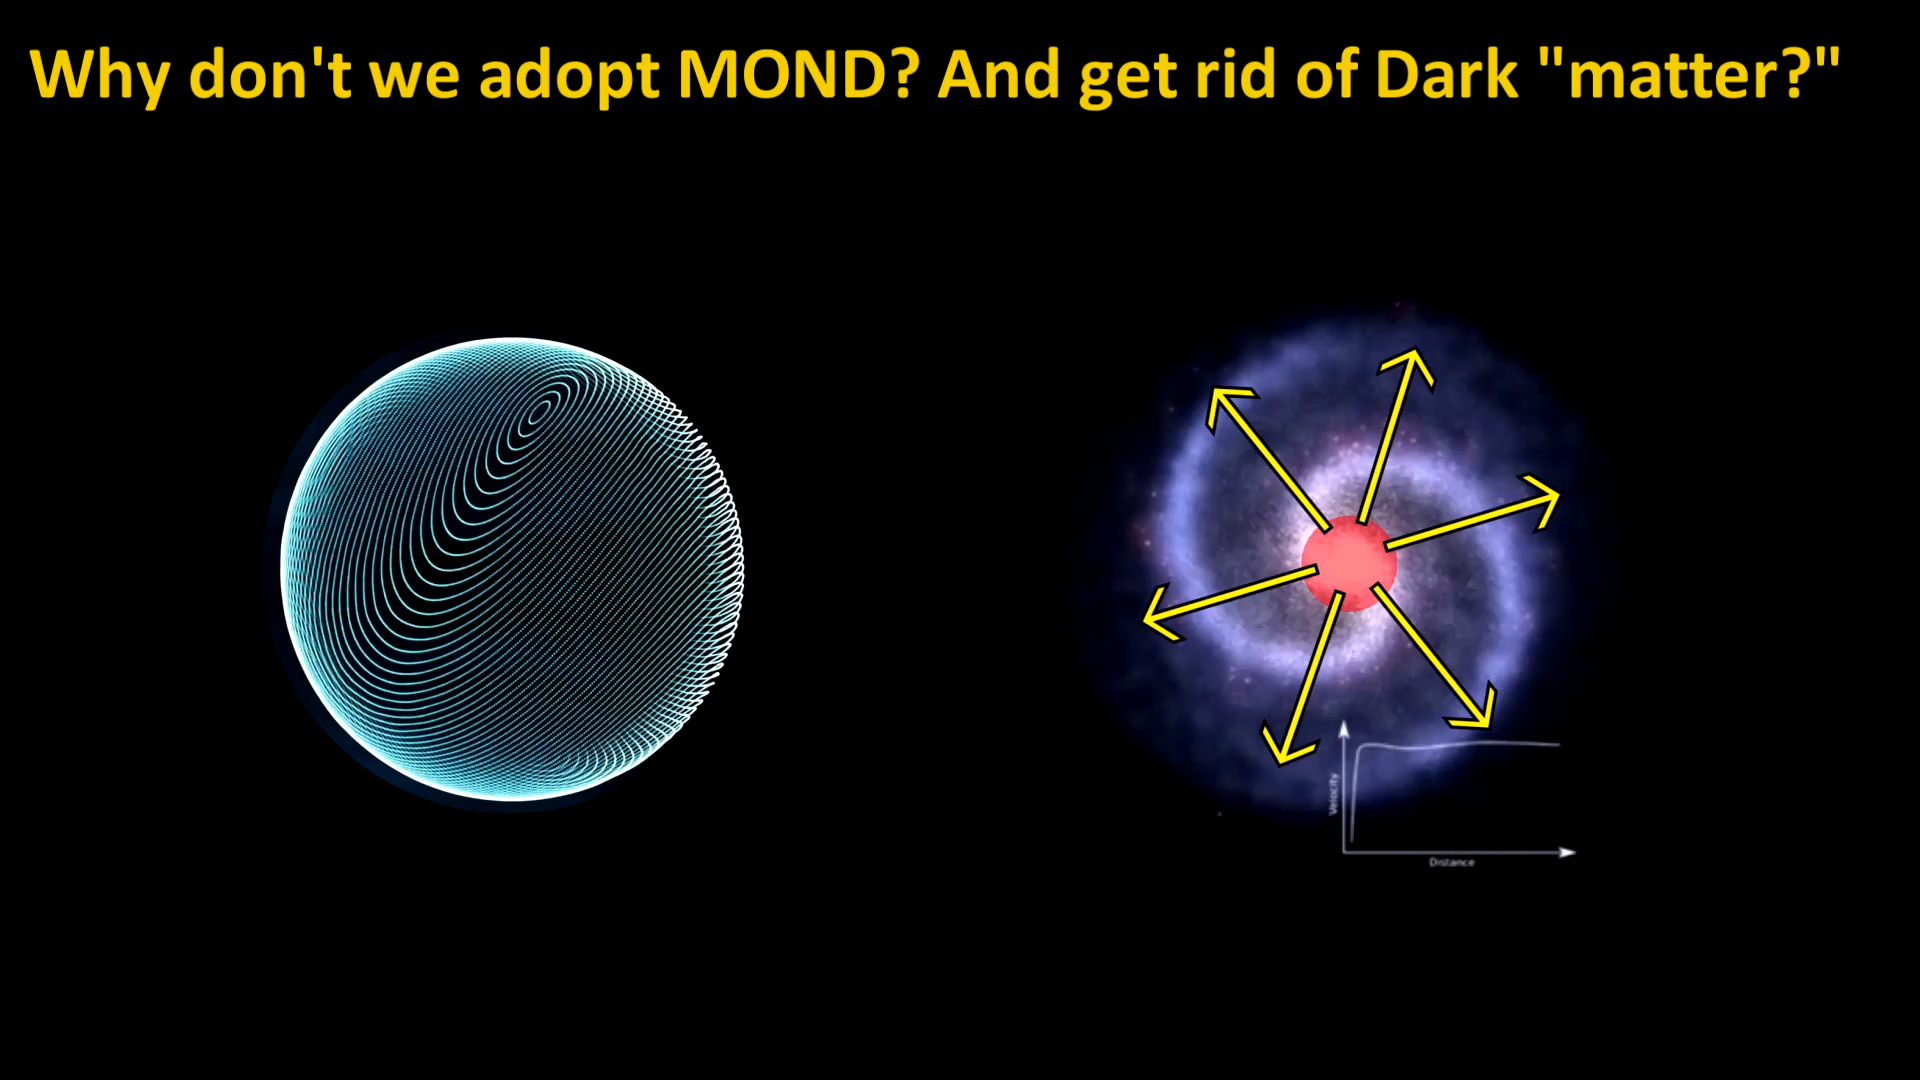 Why don't we adopt MOND? And get rid of Dark "matter?"
Velocity
Distance